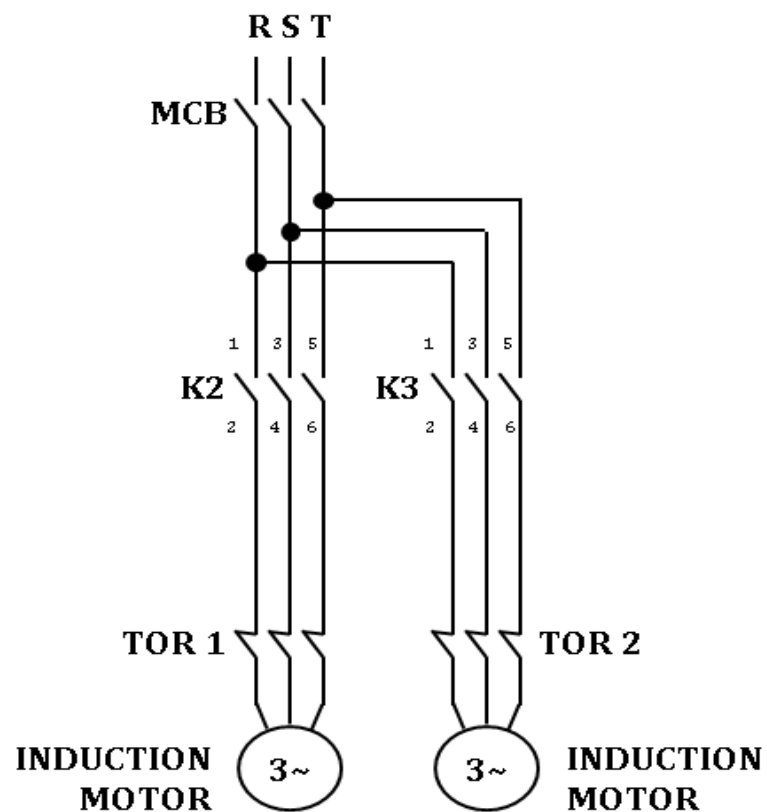 R S T
MCB
1 3 5
1 3 5
K2
K3
2 4 6
2 4 6
TOR 1
TOR 2
INDUCTION
MOTOR
3~
3~
INDUCTION
MOTOR